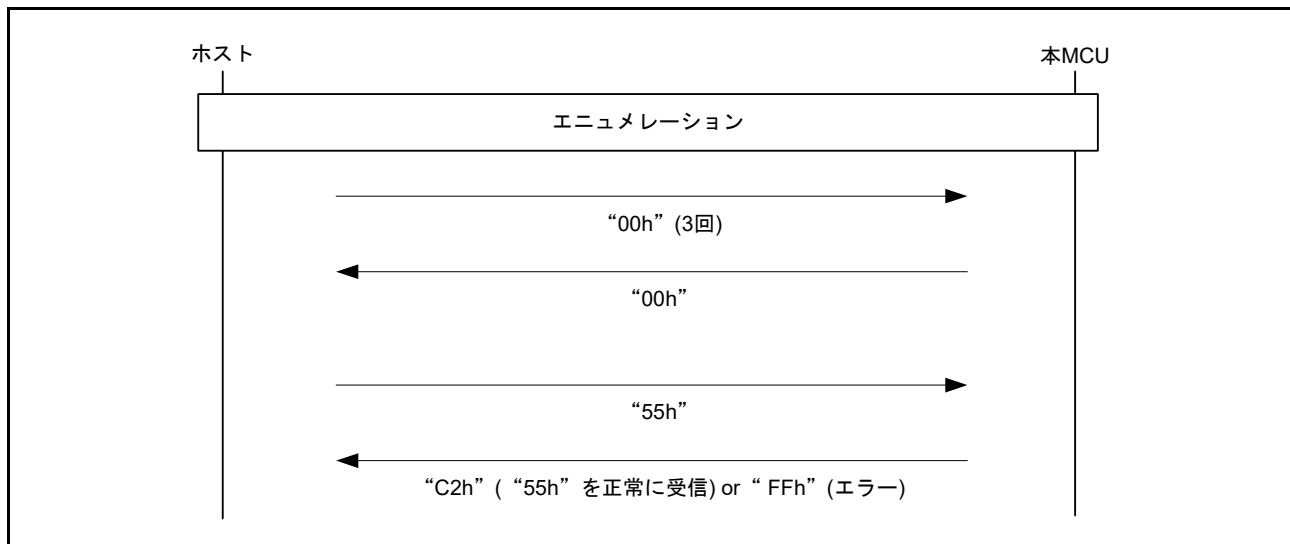 ホスト
本MCU
エニュメレーション
“00h” (3回)
“00h”
“55h”
“C2h” ( “55h” を正常に受信) or “ FFh” (エラー)